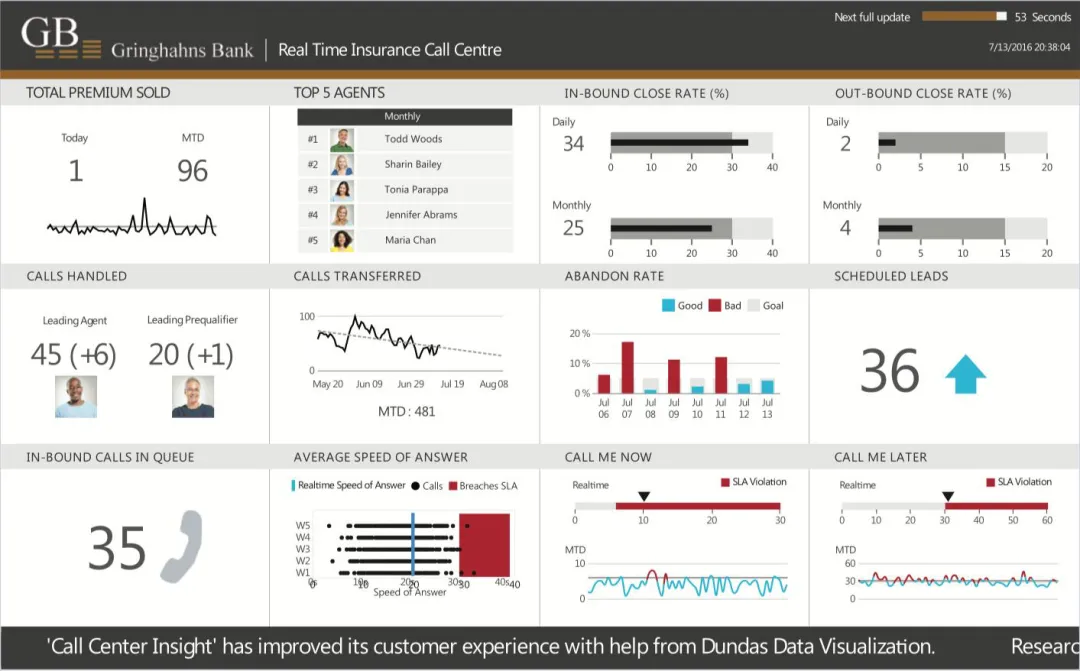 GB
Gringhahns Bank | Real Time Insurance Call Centre
Next full update 53 Seconds
7/13/2016 20:38:04
TOTAL PREMIUM SOLD
Today MTD
1 96
TOP 5 AGENTS
Monthly
#1 Todd Woods
#2 Sharin Bailey
#3 Tonia Parappa
#4 Jennifer Abrams
#5 Maria Chan
IN-BOUND CLOSE RATE (%)
Daily
34
0 10 20 30 40
Monthly
25
0 10 20 30 40
OUT-BOUND CLOSE RATE (%)
Daily
2
0 5 10 15 20
Monthly
4
0 5 10 15 20
CALLS HANDLED
Leading Agent Leading Prequalifier
45 (+6) 20 (+1)
CALLS TRANSFERRED
100
0
May 20 Jun 09 Jun 29 Jul 19 Aug 08
MTD : 481
ABANDON RATE
Good Bad Goal
20 %
10 %
0 %
Jul Jul Jul Jul Jul Jul Jul Jul
06 07 08 09 10 11 12 13
SCHEDULED LEADS
36
IN-BOUND CALLS IN QUEUE
35
AVERAGE SPEED OF ANSWER
Realtime Speed of Answer Calls Breaches SLA
W5
W4
W3
W2
W1
0 10s 20s 30s 40s
0 10 20 30 40
Speed of Answer
CALL ME NOW
Realtime SLA Violation
0 10 20 30
MTD
10
0
CALL ME LATER
Realtime SLA Violation
0 10 20 30 40 50 60
MTD
60
30
0
'Call Center Insight' has improved its customer experience with help from Dundas Data Visualization. Researc